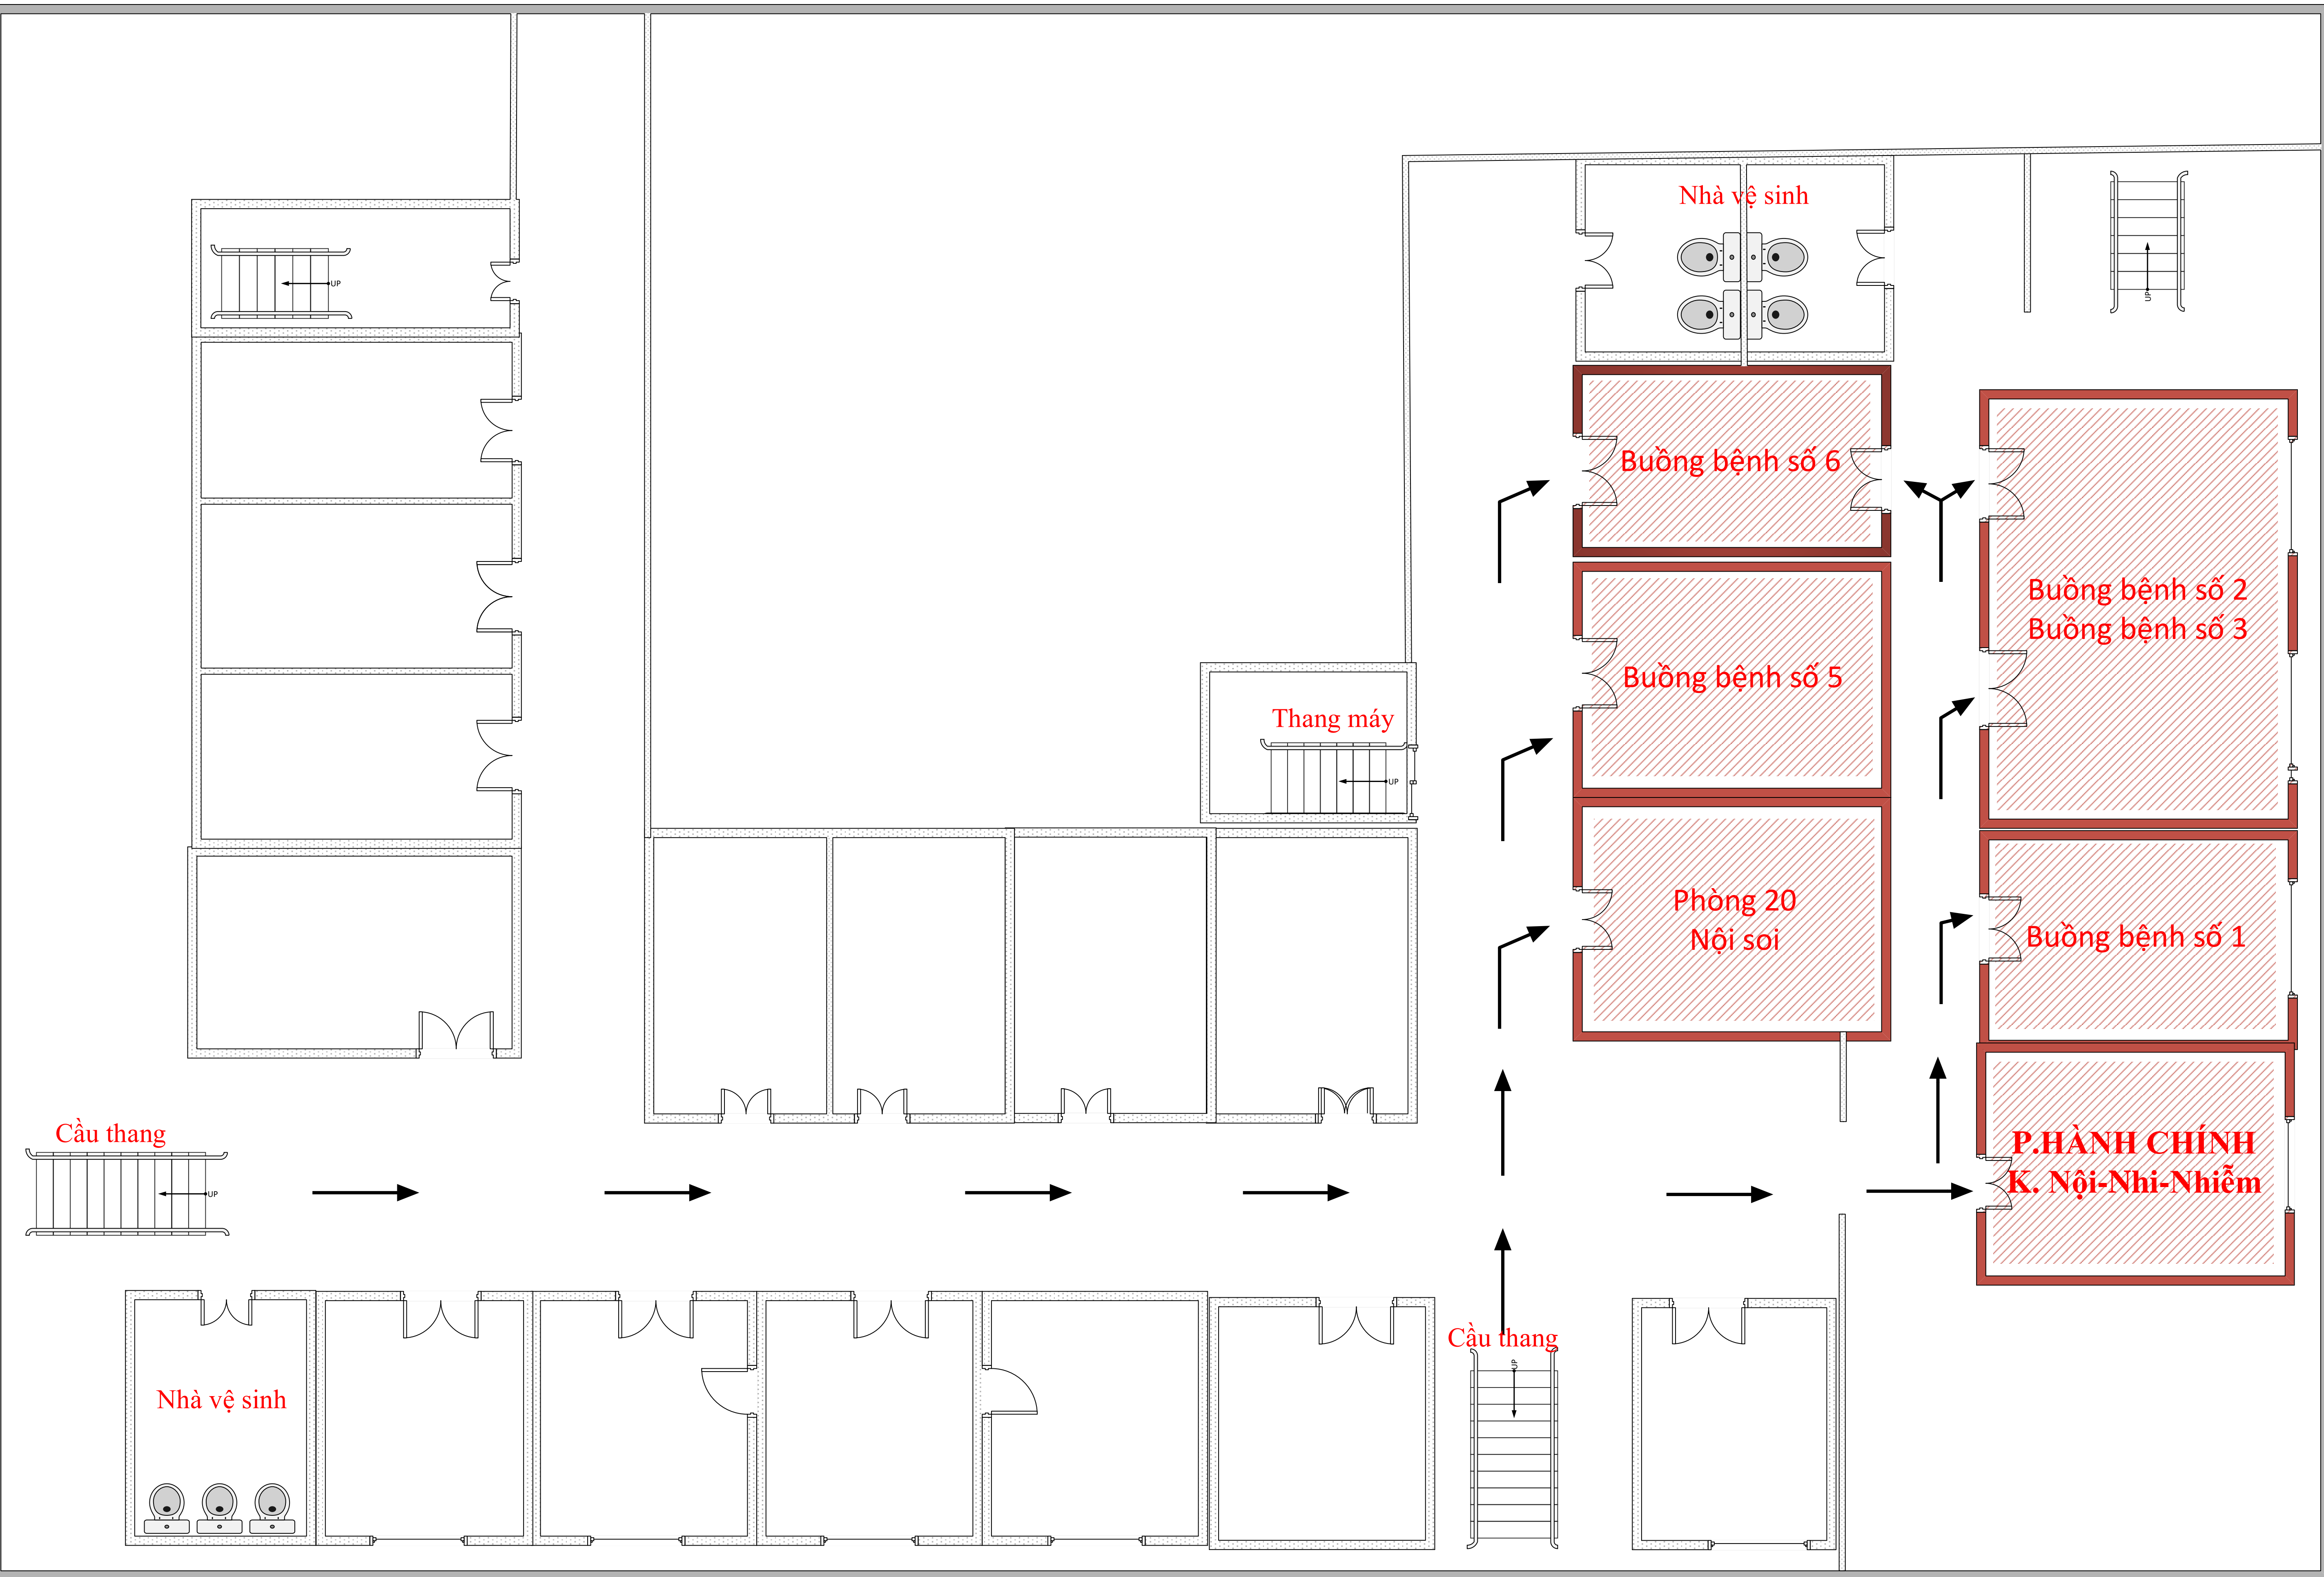 Nhà vệ sinh
UP
UP
Buồng bệnh số 6
Buồng bệnh số 2
Buồng bệnh số 3
Buồng bệnh số 5
Thang máy
UP
Phòng 20
Nội soi
Buồng bệnh số 1
Cầu thang
UP
P.HÀNH CHÍNH
K. Nội-Nhi-Nhiễm
Cầu thang
UP
Nhà vệ sinh